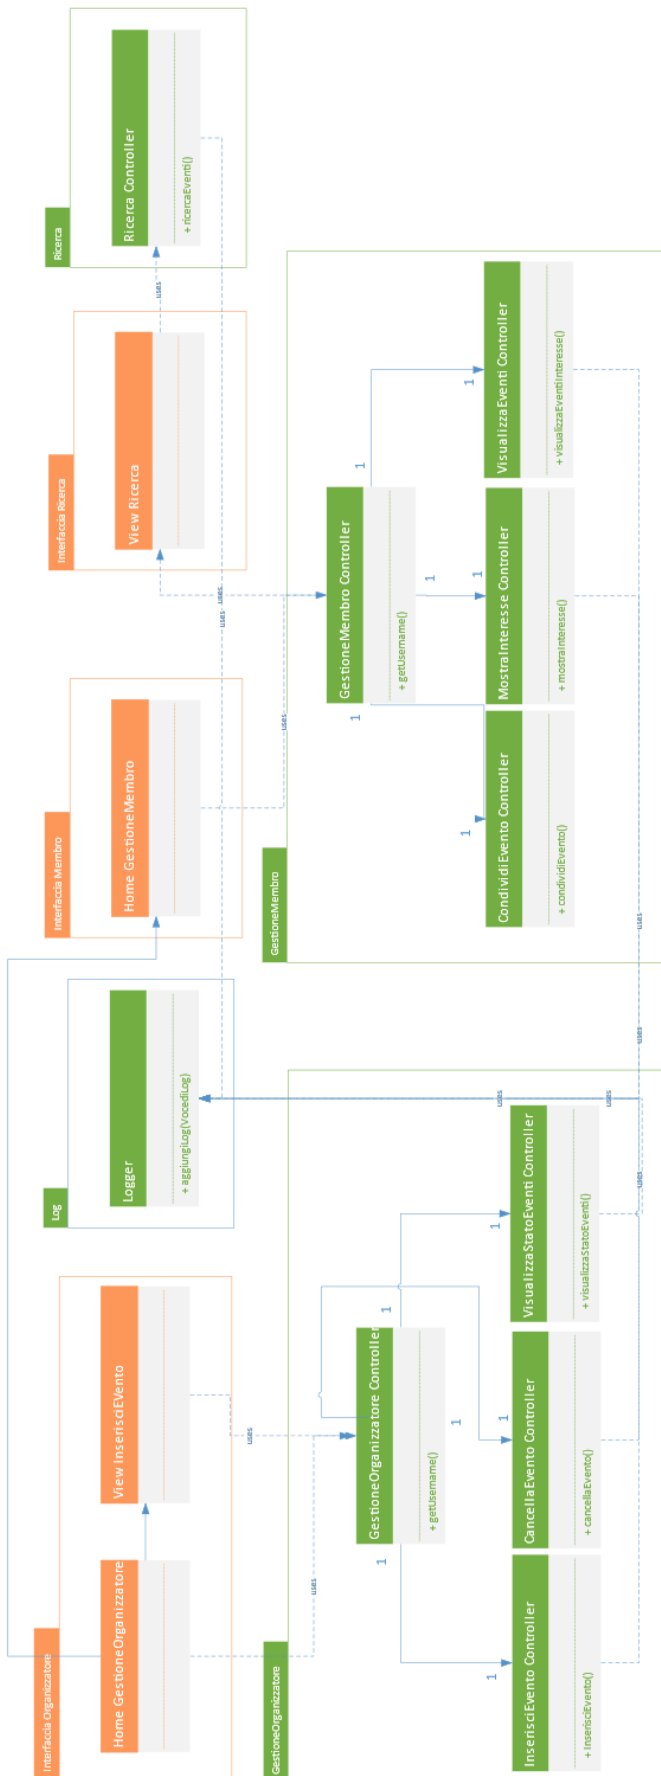 Interfaccia Organizzatore
Home GestioneOrganizzatore
View InserisciEVento
Log
Logger
+ aggiungiLog(VocediLog)
Interfaccia Membro
Home GestioneMembro
Interfaccia Ricerca
View Ricerca
uses
Ricerca
Ricerca Controller
+ ricercaEventi()
uses
uses
uses
uses
uses
GestioneOrganizzatore
GestioneOrganizzatore Controller
+ getUsername()
1
1
1
1
1
1
InserisciEvento Controller
+ InserisciEvento()
CancellaEvento Controller
+ cancellaEvento()
VisualizzaStatoEventi Controller
+ visualizzaStatoEventi()
uses
uses
uses
uses
uses
GestioneMembro
GestioneMembro Controller
+ getUsername()
1
1
1
1
1
1
CondividiEvento Controller
+ condividiEvento()
MostraInteresse Controller
+ mostraInteresse()
VisualizzaEventi Controller
+ visualizzaEventiInteresse()